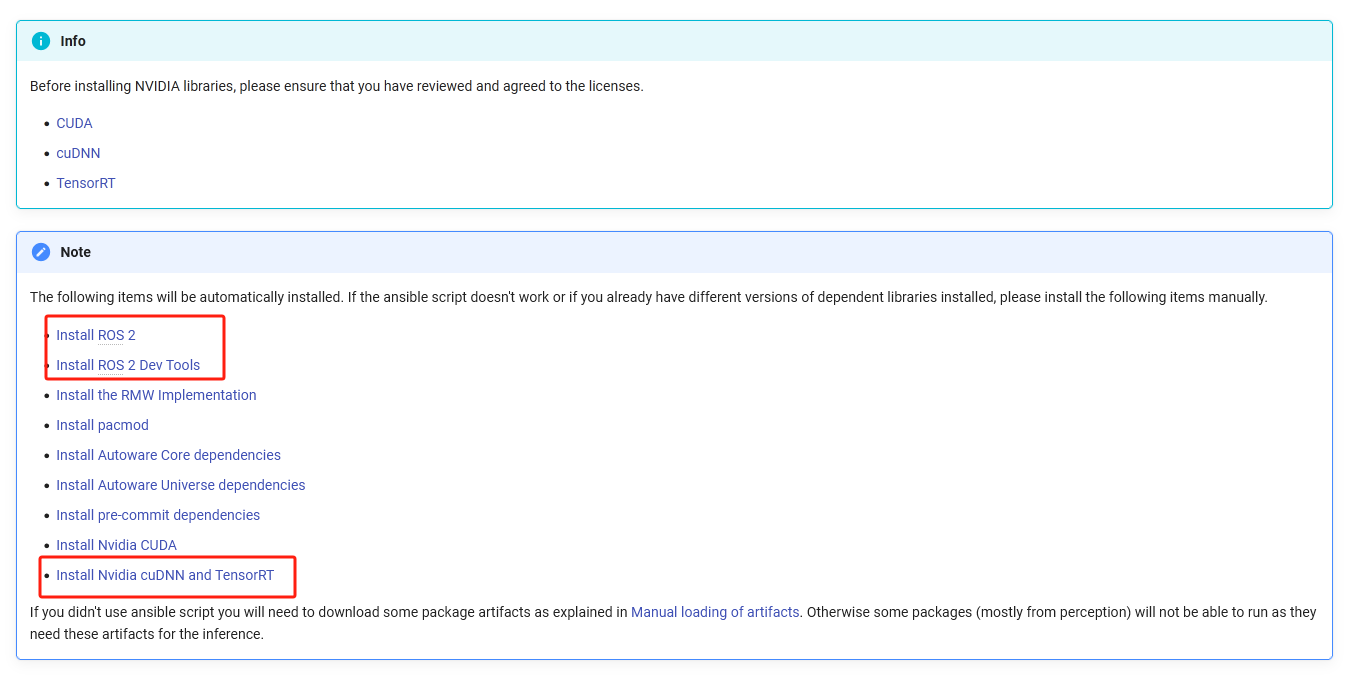 Info
Before installing NVIDIA libraries, please ensure that you have reviewed and agreed to the licenses.
CUDA
cuDNN
TensorRT
Note
The following items will be automatically installed. If the ansible script doesn't work or if you already have different versions of dependent libraries installed, please install the following items manually.
Install ROS 2
Install ROS 2 Dev Tools
Install the RMW Implementation
Install pacmod
Install Autoware Core dependencies
Install Autoware Universe dependencies
Install pre-commit dependencies
Install Nvidia CUDA
Install Nvidia cuDNN and TensorRT
If you didn't use ansible script you will need to download some package artifacts as explained in Manual loading of artifacts. Otherwise some packages (mostly from perception) will not be able to run as they
need these artifacts for the inference.